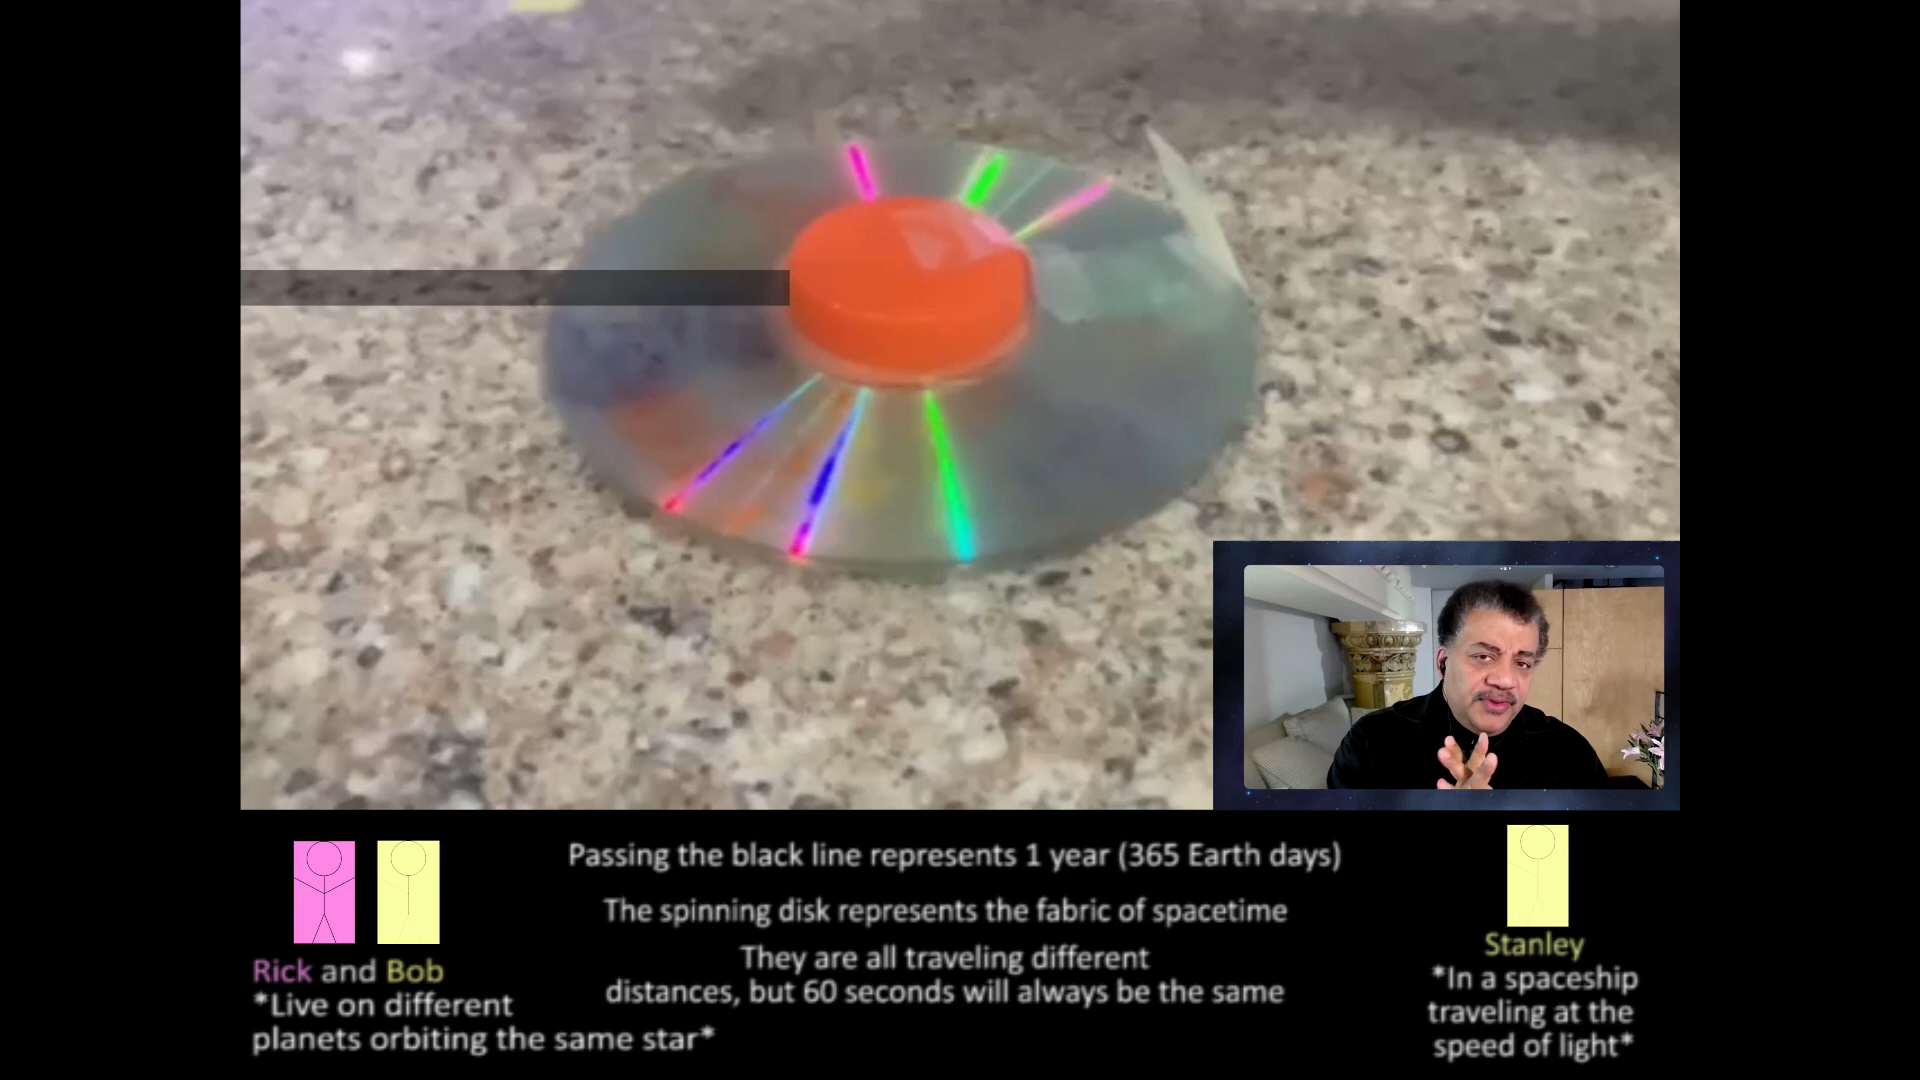 Passing the black line represents 1 year (365 Earth days)
The spinning disk represents the fabric of spacetime
They are all traveling different
distances, but 60 seconds will always be the same
Rick and Bob
*Live on different
planets orbiting the same star*
Stanley
*In a spaceship
traveling at the
speed of light*